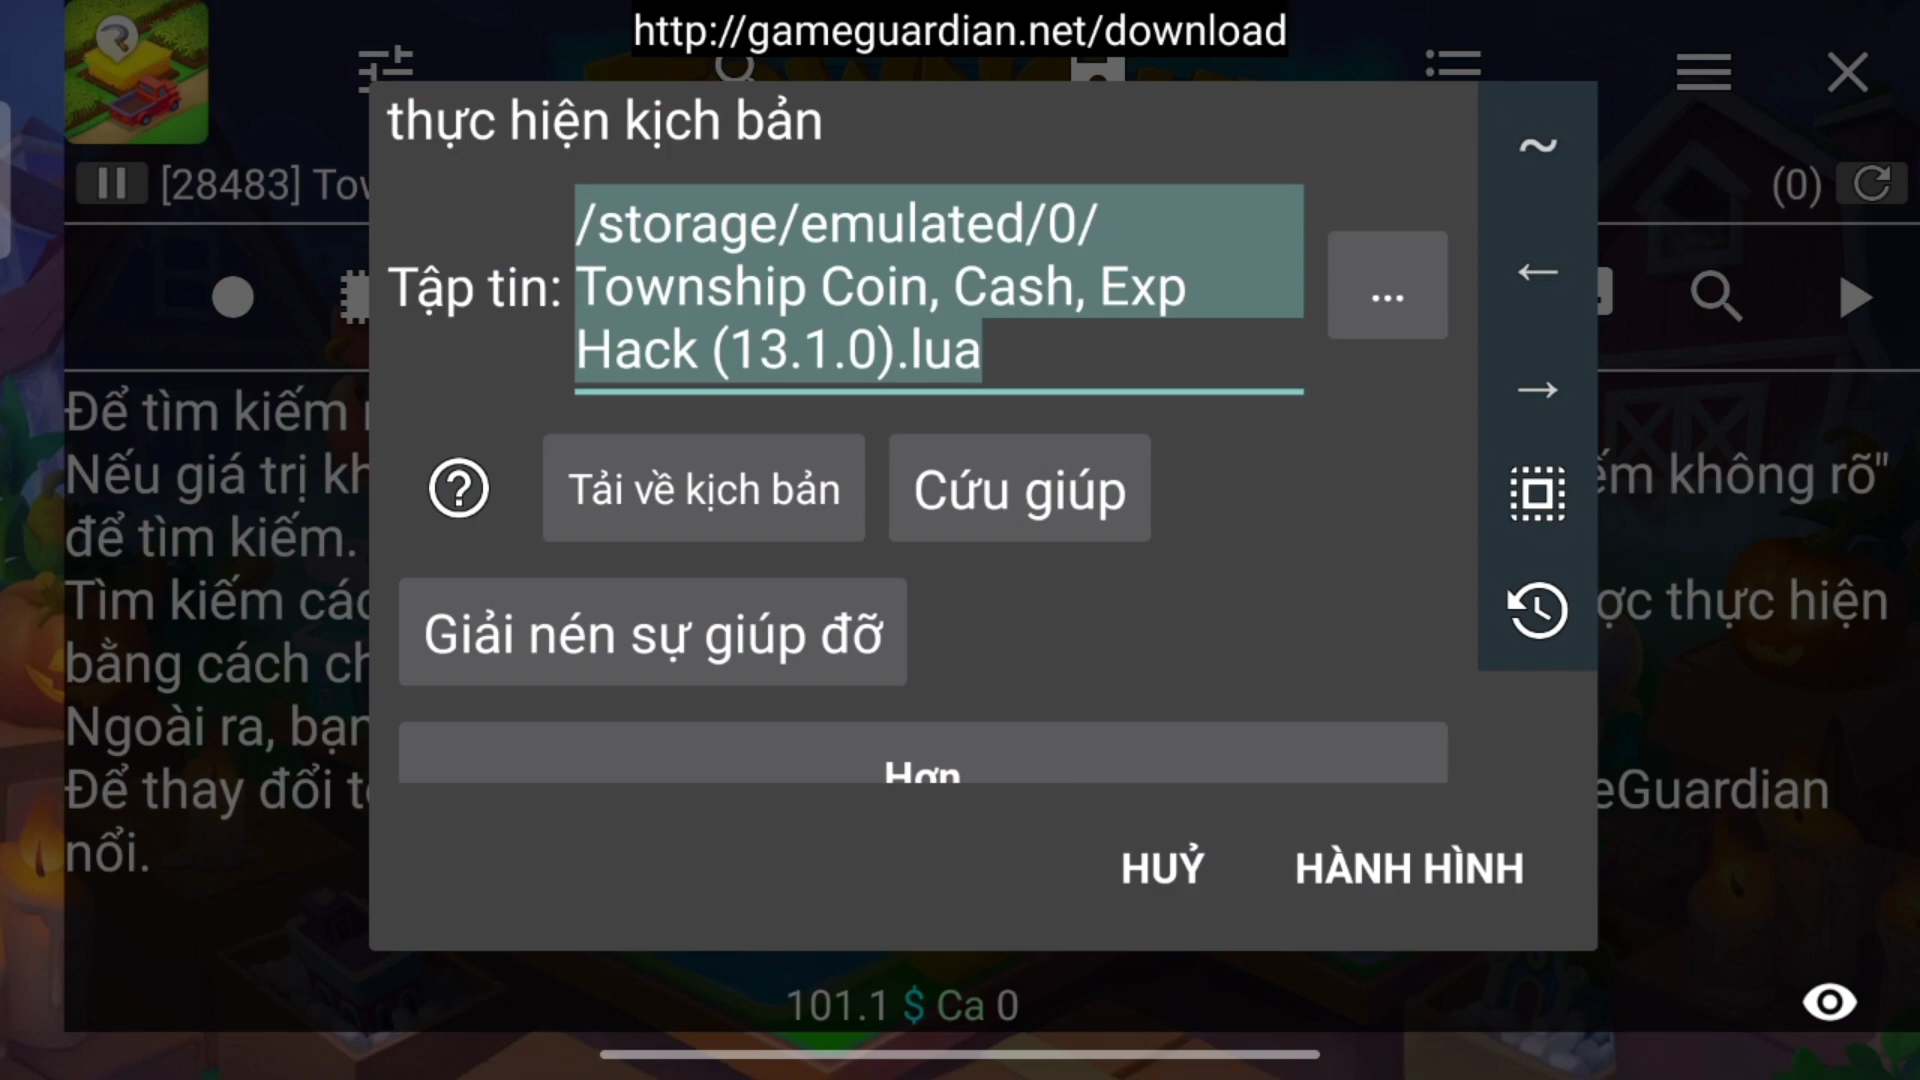 http://gameguardian.net/download
thực hiện kịch bản
[28483] Tow
(0)
Tập tin:
/storage/emulated/0/
Township Coin, Cash, Exp
Hack (13.1.0).lua
...
~
←
→
Tải về kịch bản
Cứu giúp
Giải nén sự giúp đỡ
Hơn
HUỶ
HÀNH HÌNH
Để tìm kiếm
Nếu giá trị kh ếm không rõ"
để tìm kiếm.
Tìm kiếm các ợc thực hiện
bằng cách ch
Ngoài ra, bạn
Để thay đổi eGuardian
nổi.
101.1 $ Ca 0